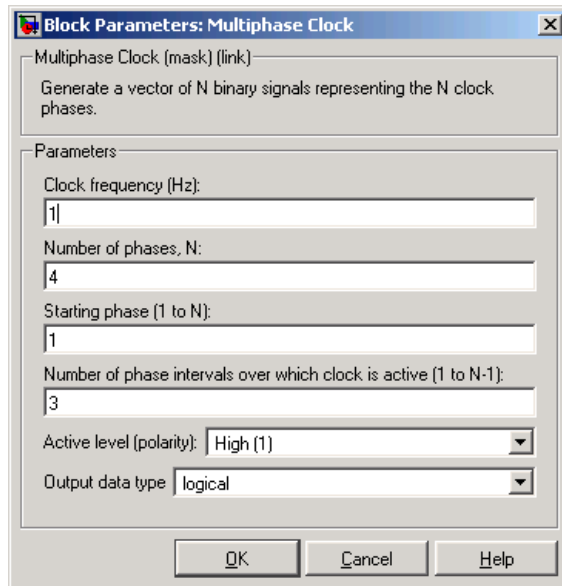 Block Parameters: Multiphase Clock
Multiphase Clock (mask) (link)
Generate a vector of N binary signals representing the N clock
phases.
Parameters
Clock frequency (Hz):
1
Number of phases, N:
4
Starting phase (1 to N):
1
Number of phase intervals over which clock is active (1 to N-1):
3
Active level (polarity): High (1)
Output data type logical
OK Cancel Help